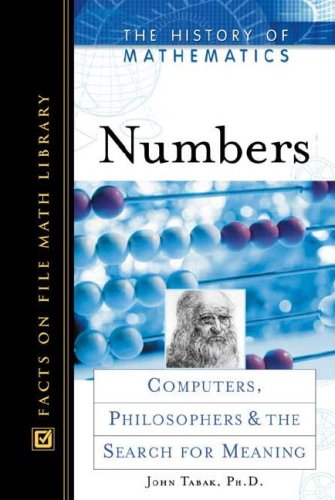 THE HISTORY OF
MATHEMATICS
Numbers
COMPUTERS,
PHILOSOPHERS & THE
SEARCH FOR MEANING
JOHN TABAK, PH.D.
FACTS ON FILE MATH LIBRARY